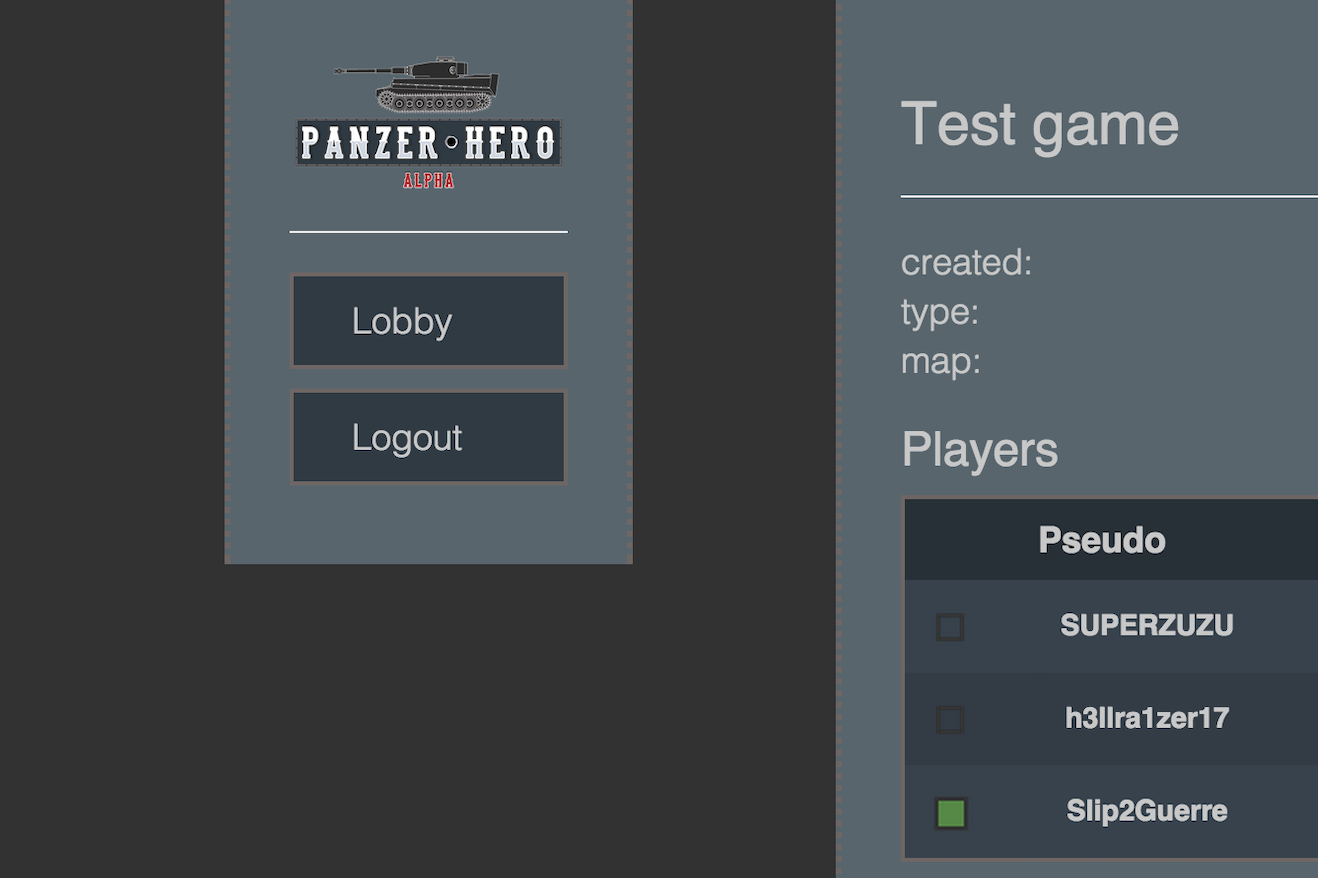 PANZER•HERO
ALPHA
Lobby
Logout
Test game
created:
type:
map:
Players
Pseudo
SUPERZUZU
h3llra1zer17
Slip2Guerre